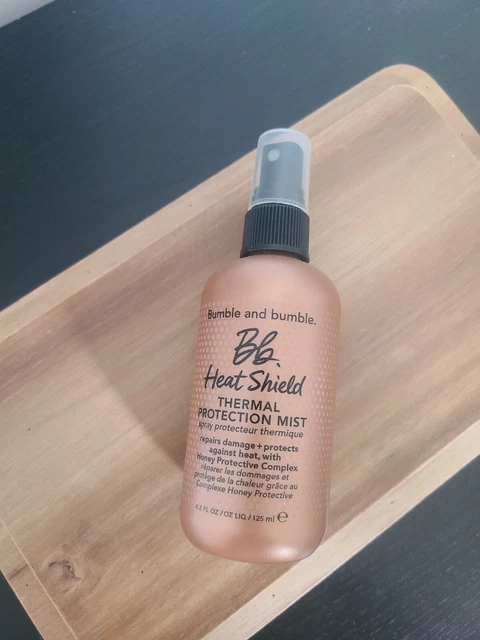 Bumble and bumble.
Bb.
Heat Shield
THERMAL
PROTECTION MIST
spray protecteur thermique
repairs damage + protects
against heat, with
Honey Protective Complex
réparer les dommages et
protège de la chaleur grâce au
Complexe Honey Protective
4.2 FL OZ/OZ LIQ / 125 ml ℮